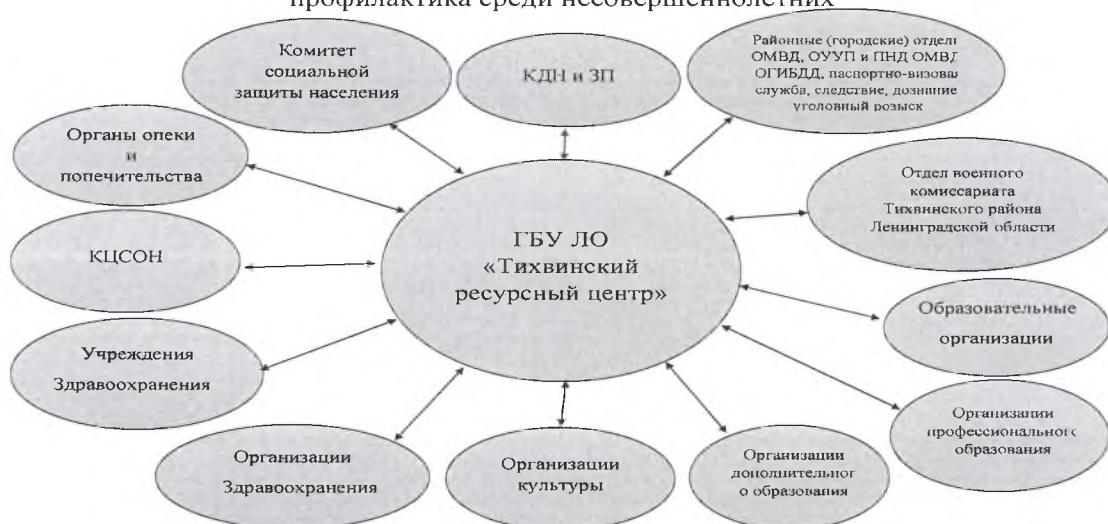 профилактика среди несовершеннолетних
Комитет
социальной
защиты населения
КДН и ЗП
Районные (городские) отделы
ОМВД, ОУУП и ПНД ОМВД
ОГИБДД, паспортно-визовая
служба, следствие, дознание
уголовный розыск
Органы опеки
и
попечительства
Отдел военного
комиссариата
Тихвинского района
Ленинградской области
ГБУ ЛО
«Тихвинский
ресурсный центр»
КЦСОН
Образовательные
организации
Учреждения
Здравоохранения
Организации
профессионального
образования
Организации
Здравоохранения
Организации
культуры
Организации
дополнительног
о образования